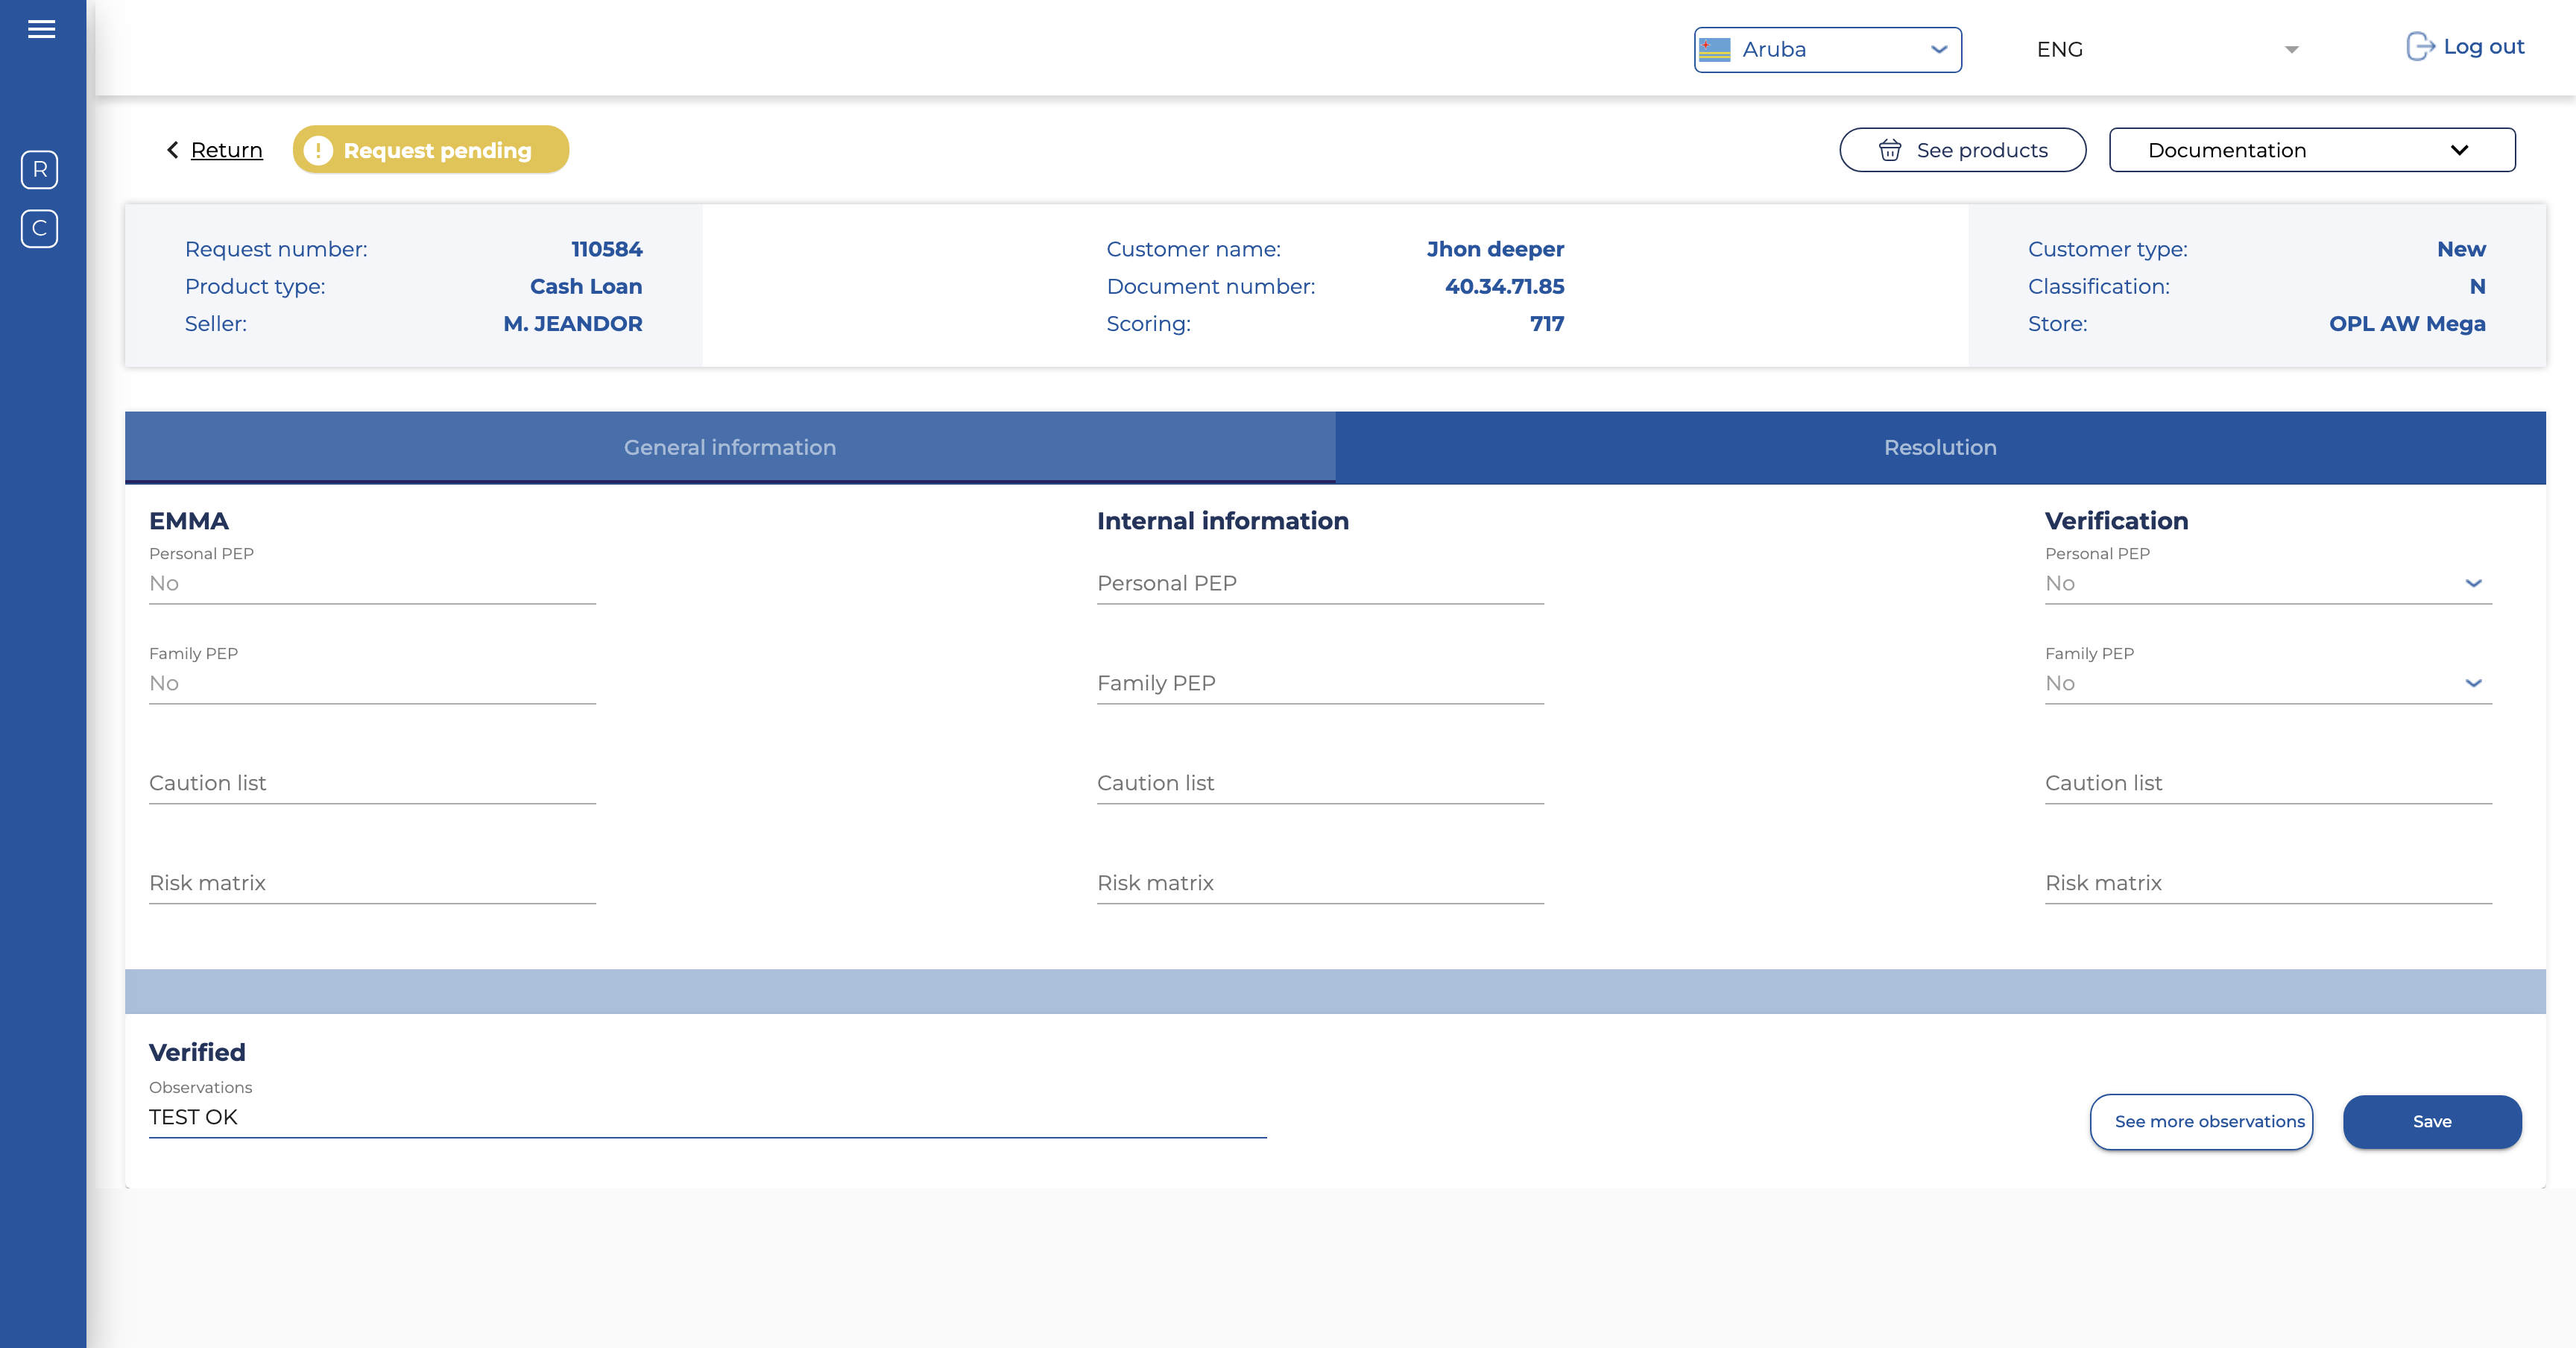 Aruba
ENG
Log out
R
C
Return
Request pending
See products
Documentation
Request number: 110584
Product type: Cash Loan
Seller: M. JEANDOR
Customer name: Jhon deeper
Document number: 40.34.71.85
Scoring: 717
Customer type: New
Classification: N
Store: OPL AW Mega
General information
Resolution
EMMA
Personal PEP
No
Family PEP
No
Caution list
Risk matrix
Internal information
Personal PEP
Family PEP
Caution list
Risk matrix
Verification
Personal PEP
No
Family PEP
No
Caution list
Risk matrix
Verified
Observations
TEST OK
See more observations
Save